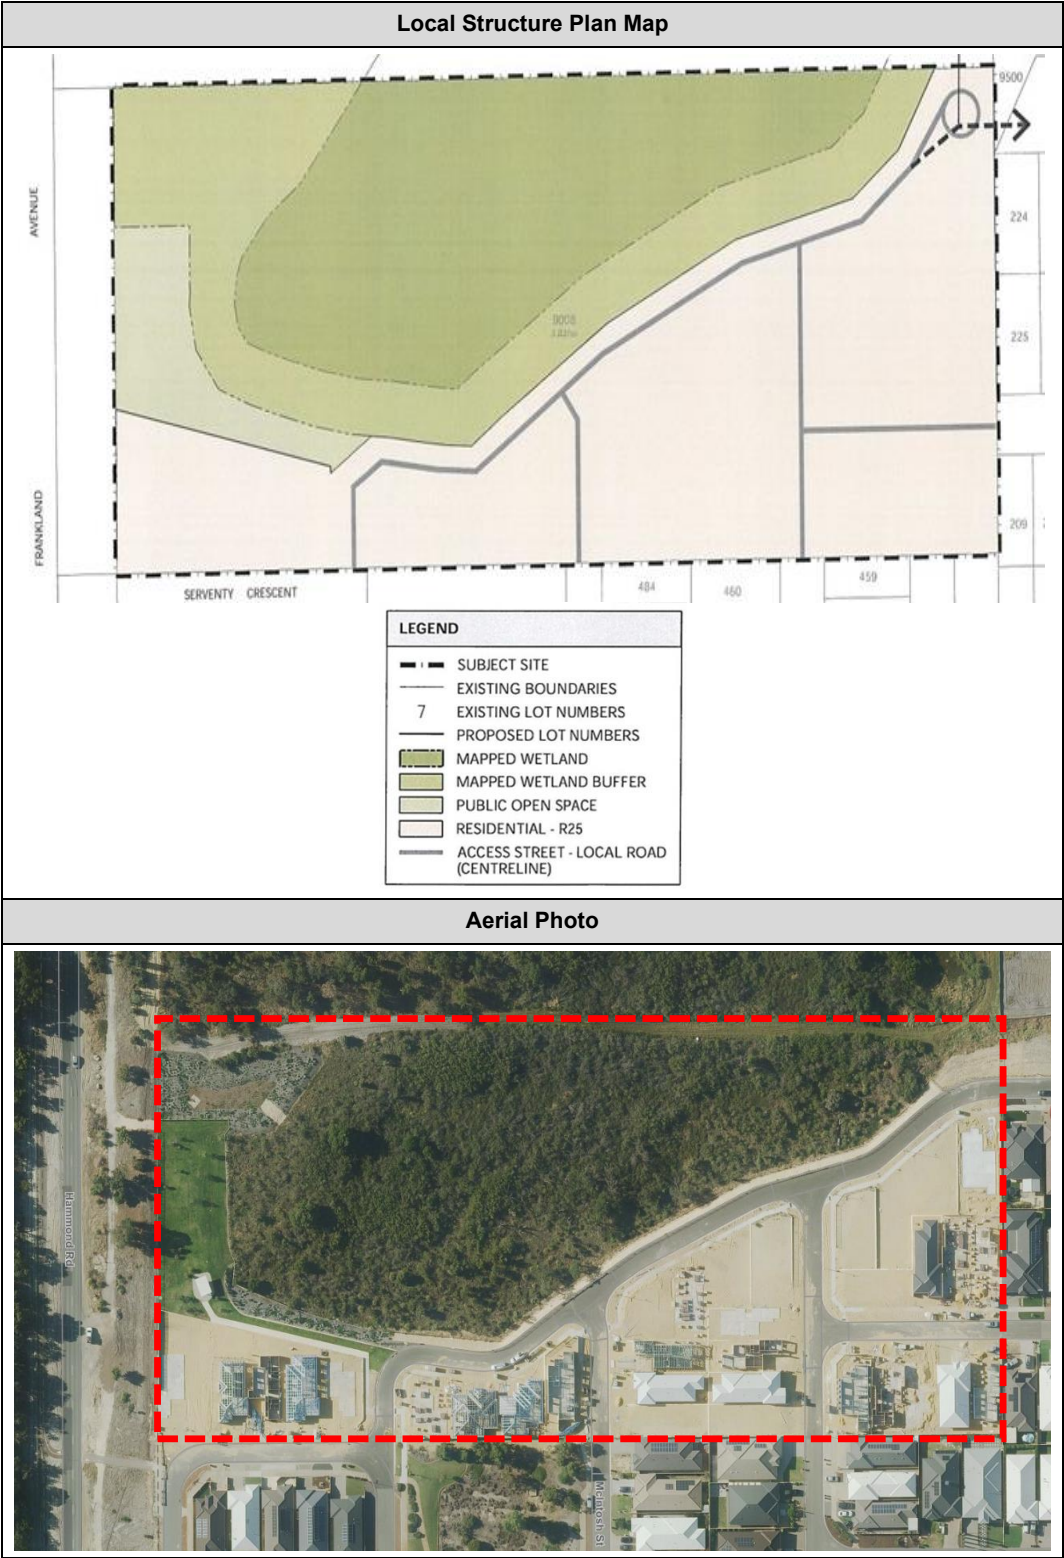 Local Structure Plan Map
9500
AVENUE
224
9008
225
FRANKLAND
209
SERVENTY CRESCENT
484
460
459
LEGEND
SUBJECT SITE
EXISTING BOUNDARIES
7 EXISTING LOT NUMBERS
PROPOSED LOT NUMBERS
MAPPED WETLAND
MAPPED WETLAND BUFFER
PUBLIC OPEN SPACE
RESIDENTIAL - R25
ACCESS STREET - LOCAL ROAD
(CENTRELINE)
Aerial Photo
Hammond Rd
McIntosh St